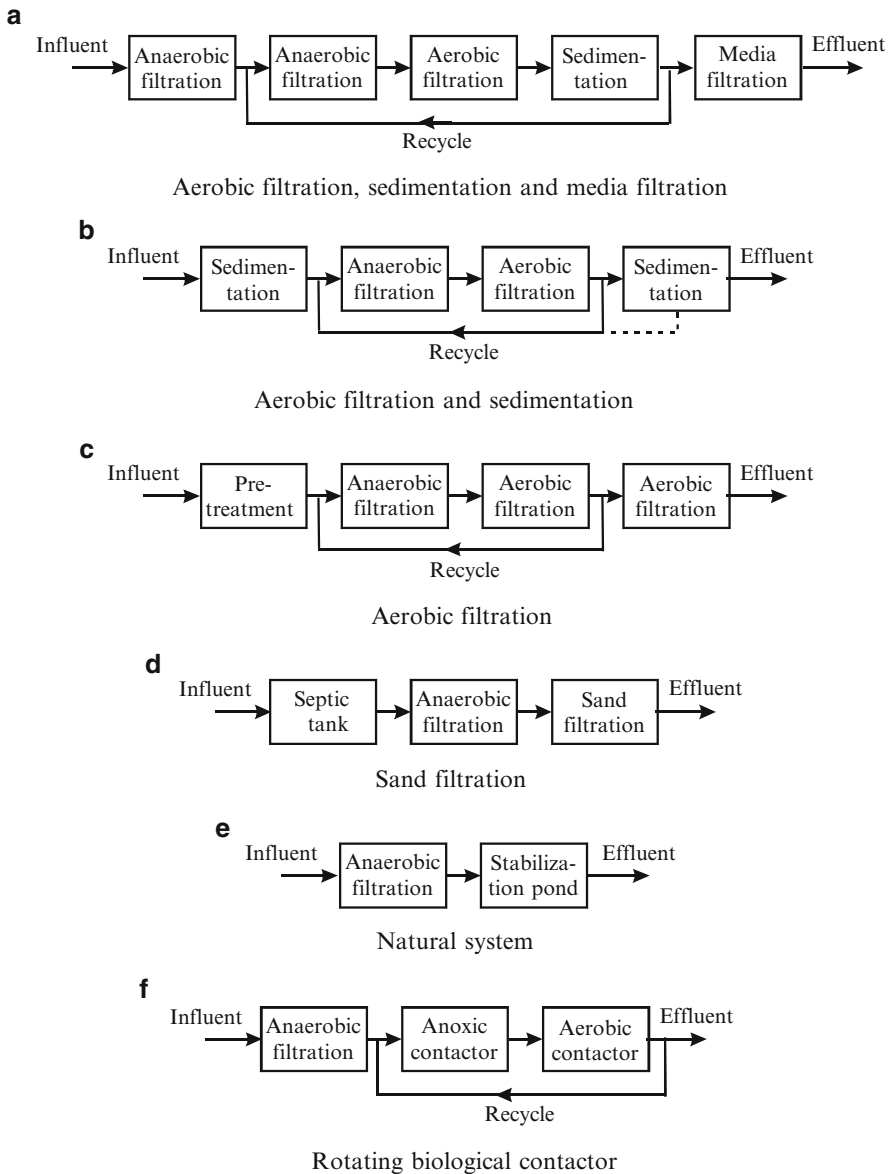 a
Influent
Anaerobic
filtration
Anaerobic
filtration
Aerobic
filtration
Sedimen-
tation
Media
filtration
Effluent
Recycle
Aerobic filtration, sedimentation and media filtration
b
Influent
Sedimen-
tation
Anaerobic
filtration
Aerobic
filtration
Sedimen-
tation
Effluent
Recycle
Aerobic filtration and sedimentation
c
Influent
Pre-
treatment
Anaerobic
filtration
Aerobic
filtration
Aerobic
filtration
Effluent
Recycle
Aerobic filtration
d
Influent
Septic
tank
Anaerobic
filtration
Sand
filtration
Effluent
Sand filtration
e
Influent
Anaerobic
filtration
Stabiliza-
tion pond
Effluent
Natural system
f
Influent
Anaerobic
filtration
Anoxic
contactor
Aerobic
contactor
Effluent
Recycle
Rotating biological contactor